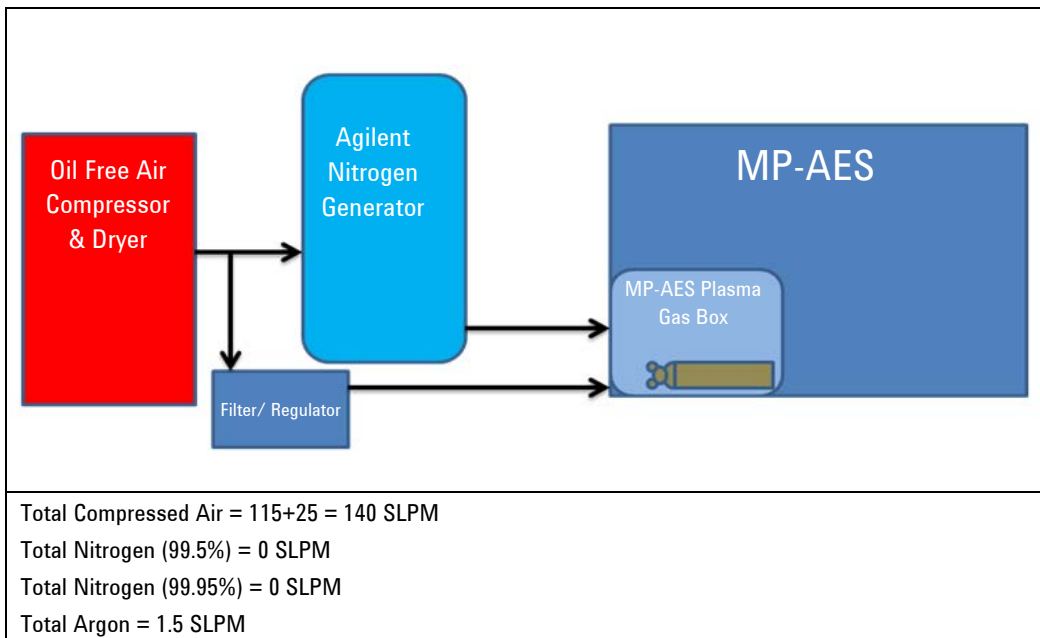 Oil Free Air
Compressor
& Dryer
Agilent
Nitrogen
Generator
MP-AES
MP-AES Plasma
Gas Box
Filter/ Regulator
Total Compressed Air = 115+25 = 140 SLPM
Total Nitrogen (99.5%) = 0 SLPM
Total Nitrogen (99.95%) = 0 SLPM
Total Argon = 1.5 SLPM